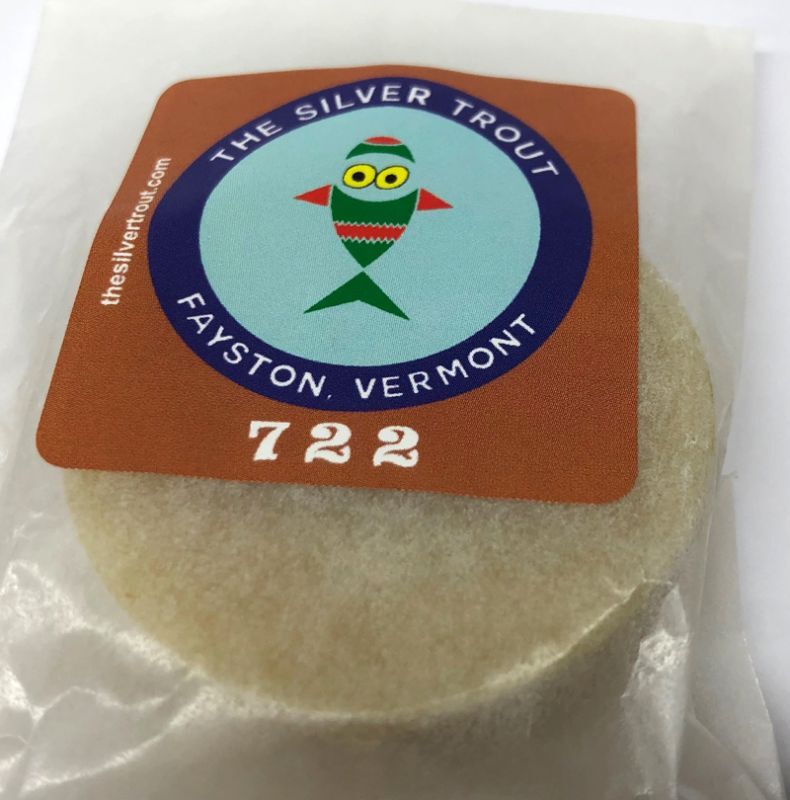 THE SILVER TROUT
thesilvertrout.com
FAYSTON, VERMONT
722